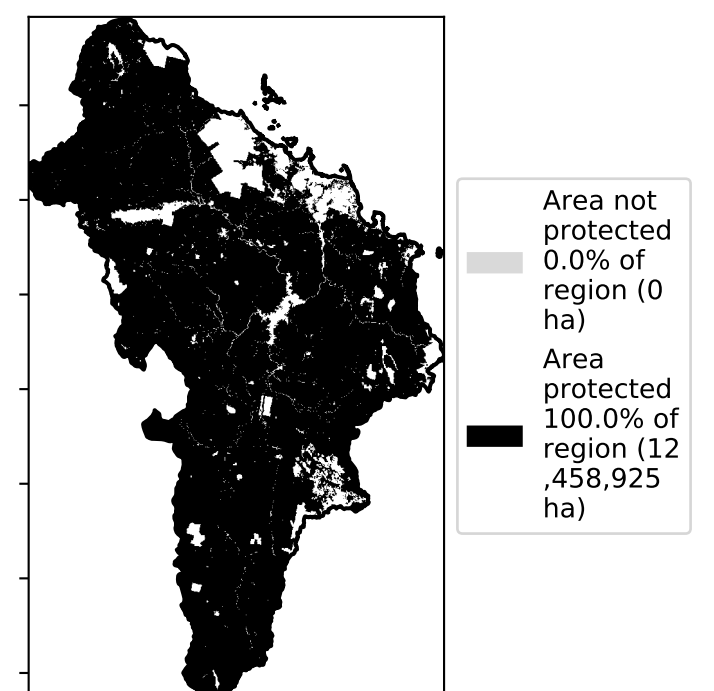 Area not
protected
0.0% of
region (0
ha)
Area
protected
100.0% of
region (12
,458,925
ha)